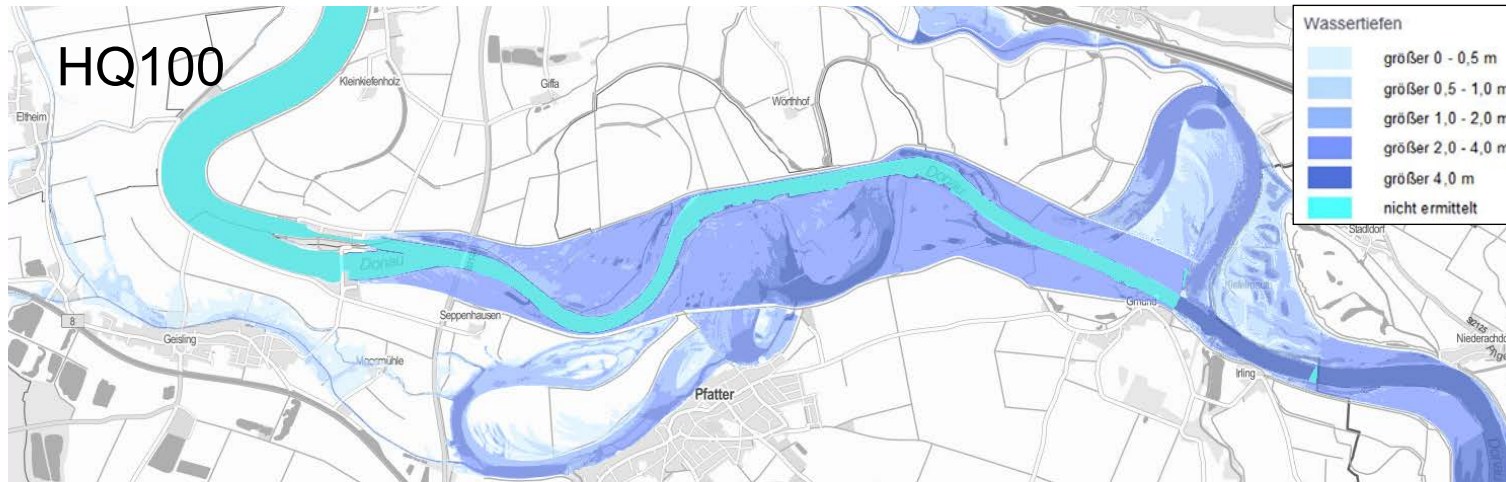 HQ100
Wassertiefen
größer 0 - 0,5 m
größer 0,5 - 1,0 m
größer 1,0 - 2,0 m
größer 2,0 - 4,0 m
größer 4,0 m
nicht ermittelt
Kleinkiefenholz
Giffa
Wörthhof
Eltheim
Donau
Donau
Stadldorf
Gmünd
Seppenhausen
8
Geisling
Moosmühle
Niederachdo
Irling
Pfatter